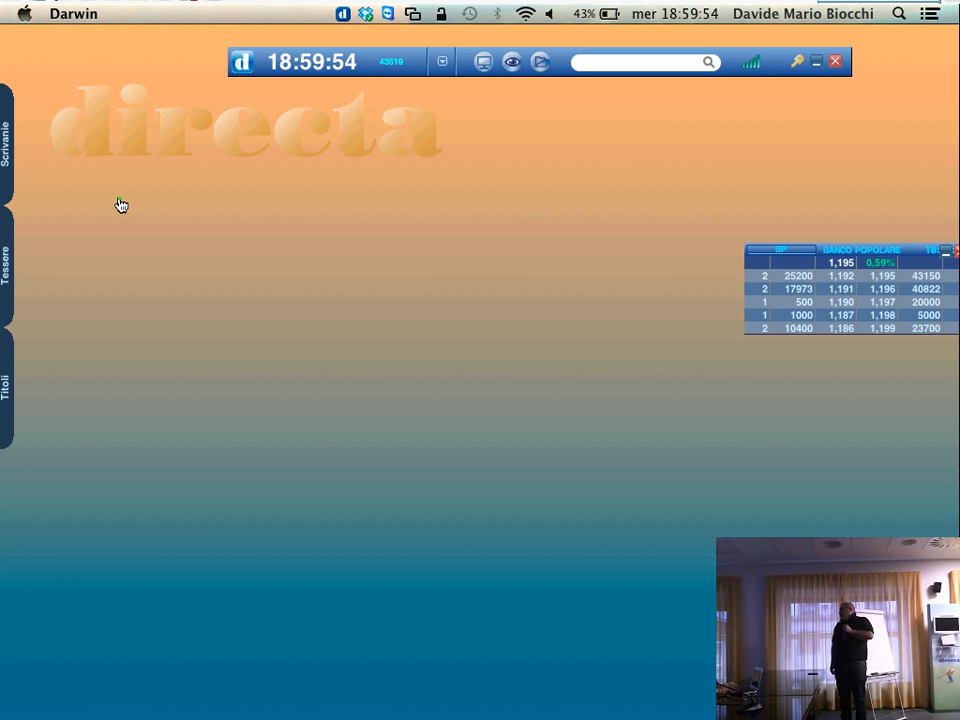 Darwin 43% mer 18:59:54 Davide Mario Biocchi
d 18:59:54 43519
directa
Scrivanie
Tessere
Titoli
BP BANCO POPOLARE 18:
1,195 0,59%
2 25200 1,192 1,195 43150
2 17973 1,191 1,196 40822
1 500 1,190 1,197 20000
1 1000 1,187 1,198 5000
2 10400 1,186 1,199 23700
directa